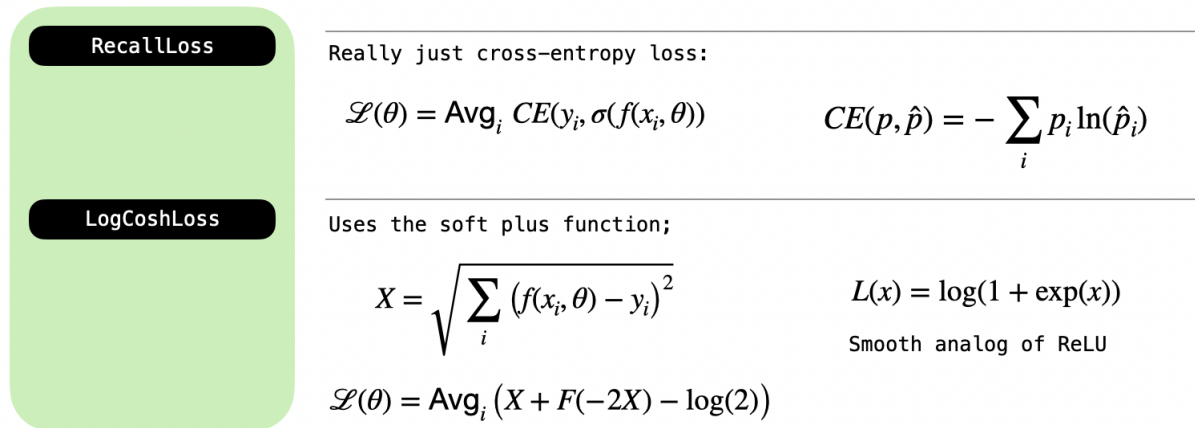 RecallLoss
Really just cross-entropy loss:
ℒ(θ) = Avg_i CE(y_i, σ(f(x_i, θ))
CE(p, p̂) = − ∑_i p_i ln(p̂_i)
LogCoshLoss
Uses the soft plus function;
X = √(∑_i (f(x_i, θ) − y_i)²)
L(x) = log(1 + exp(x))
Smooth analog of ReLU
ℒ(θ) = Avg_i (X + F(−2X) − log(2))